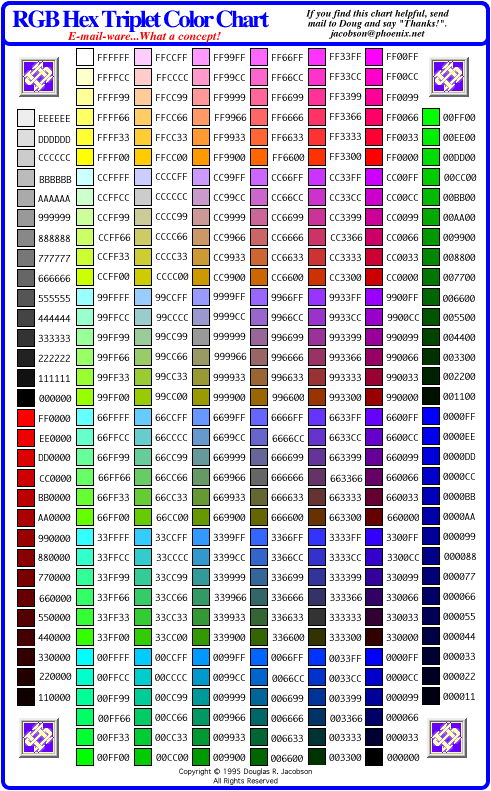 RGB Hex Triplet Color Chart
E-mail-ware...What a concept!
If you find this chart helpful, send
mail to Doug and say "Thanks!".
jacobson@phoenix.net
FFFFFF FFCCFF FF99FF FF66FF FF33FF FF00FF
FFFFCC FFCCCC FF99CC FF66CC FF33CC FF00CC
FFFF99 FFCC99 FF9999 FF6699 FF3399 FF0099
EEEEEE FFFF66 FFCC66 FF9966 FF6666 FF3366 FF0066 00FF00
DDDDDD FFFF33 FFCC33 FF9933 FF6633 FF3333 FF0033 00EE00
CCCCCC FFFF00 FFCC00 FF9900 FF6600 FF3300 FF0000 00DD00
BBBBBB CCFFFF CCCCFF CC99FF CC66FF CC33FF CC00FF 00CC00
AAAAAA CCFFCC CCCCCC CC99CC CC66CC CC33CC CC00CC 00BB00
999999 CCFF99 CCCC99 CC9999 CC6699 CC3399 CC0099 00AA00
888888 CCFF66 CCCC66 CC9966 CC6666 CC3366 CC0066 009900
777777 CCFF33 CCCC33 CC9933 CC6633 CC3333 CC0033 008800
666666 CCFF00 CCCC00 CC9900 CC6600 CC3300 CC0000 007700
555555 99FFFF 99CCFF 9999FF 9966FF 9933FF 9900FF 006600
444444 99FFCC 99CCCC 9999CC 9966CC 9933CC 9900CC 005500
333333 99FF99 99CC99 999999 996699 993399 990099 004400
222222 99FF66 99CC66 999966 996666 993366 990066 003300
111111 99FF33 99CC33 999933 996633 993333 990033 002200
000000 99FF00 99CC00 999900 996600 993300 990000 001100
FF0000 66FFFF 66CCFF 6699FF 6666FF 6633FF 6600FF 0000FF
EE0000 66FFCC 66CCCC 6699CC 6666CC 6633CC 6600CC 0000EE
DD0000 66FF99 66CC99 669999 666699 663399 660099 0000DD
CC0000 66FF66 66CC66 669966 666666 663366 660066 0000CC
BB0000 66FF33 66CC33 669933 666633 663333 660033 0000BB
AA0000 66FF00 66CC00 669900 666600 663300 660000 0000AA
990000 33FFFF 33CCFF 3399FF 3366FF 3333FF 3300FF 000099
880000 33FFCC 33CCCC 3399CC 3366CC 3333CC 3300CC 000088
770000 33FF99 33CC99 339999 336699 333399 330099 000077
660000 33FF66 33CC66 339966 336666 333366 330066 000066
550000 33FF33 33CC33 339933 336633 333333 330033 000055
440000 33FF00 33CC00 339900 336600 333300 330000 000044
330000 00FFFF 00CCFF 0099FF 0066FF 0033FF 0000FF 000033
220000 00FFCC 00CCCC 0099CC 0066CC 0033CC 0000CC 000022
110000 00FF99 00CC99 009999 006699 003399 000099 000011
00FF66 00CC66 009966 006666 003366 000066
00FF33 00CC33 009933 006633 003333 000033
00FF00 00CC00 009900 006600 003300 000000
Copyright © 1995 Douglas R. Jacobson
All Rights Reserved